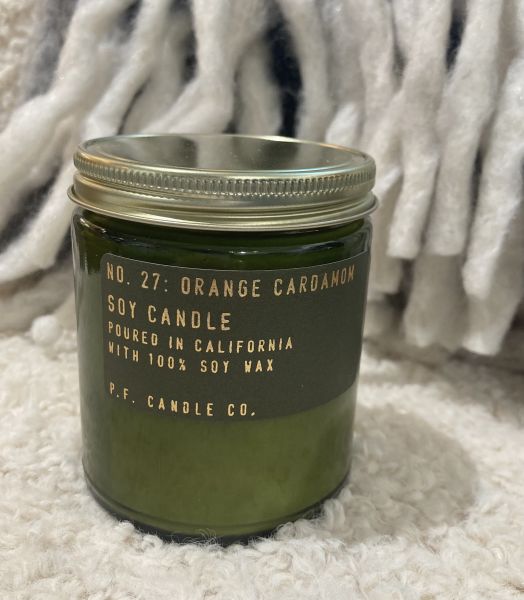 NO. 27: ORANGE CARDAMOM
SOY CANDLE
POURED IN CALIFORNIA
WITH 100% SOY WAX
P.F. CANDLE CO.